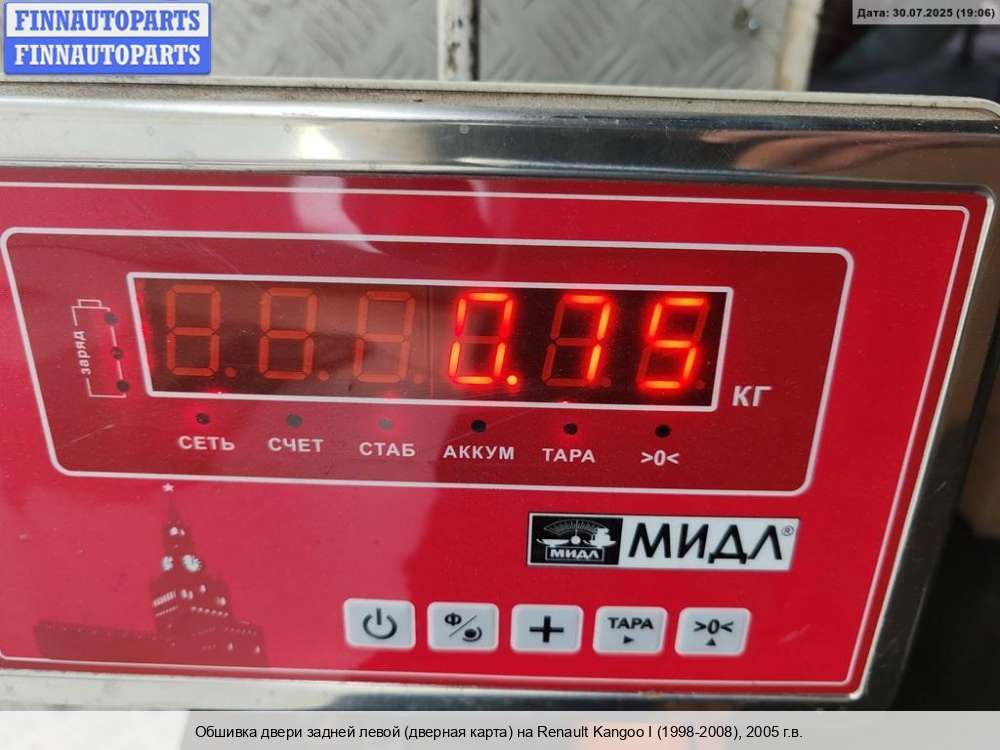 FINNAUTOPARTS
FINNAUTOPARTS
Дата: 30.07.2025 (19:06)
заряд
0.75
КГ
СЕТЬ СЧЕТ СТАБ АККУМ ТАРА >0<
МИДЛ
МИДЛ®
Ф
ТАРА
>0<
Обшивка двери задней левой (дверная карта) на Renault Kangoo I (1998-2008), 2005 г.в.